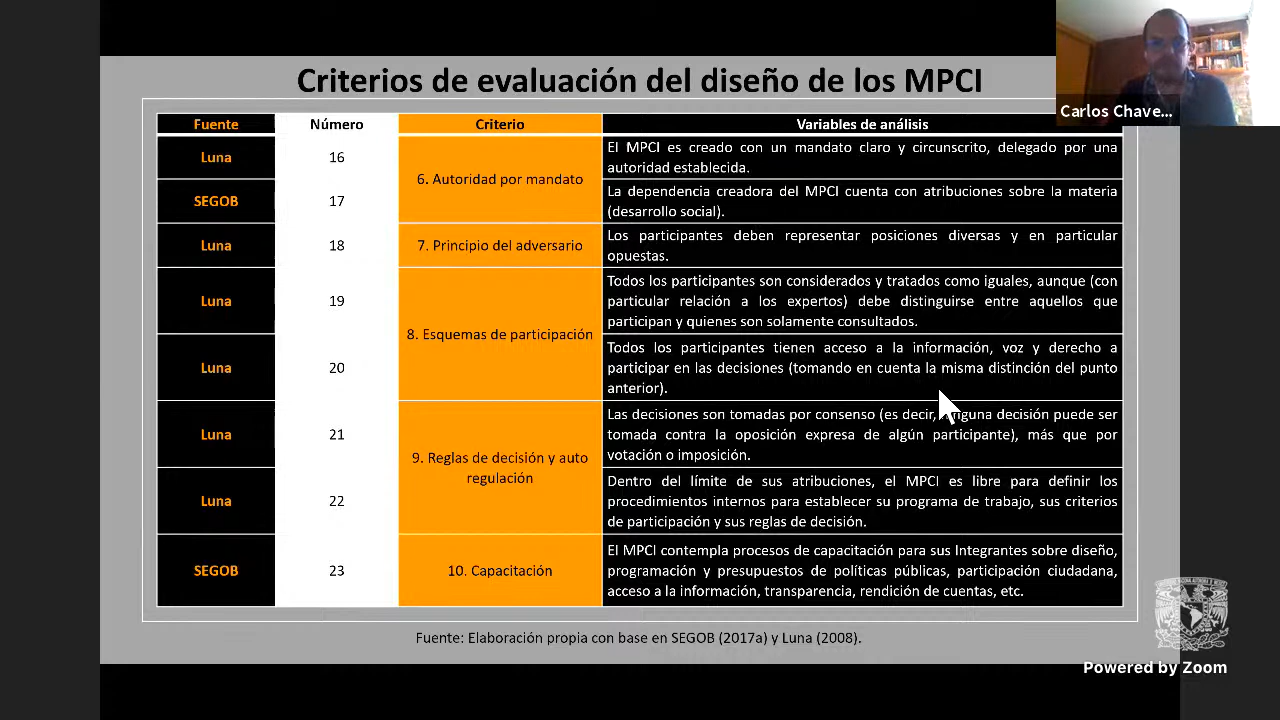 Criterios de evaluación del diseño de los MPCI
Carlos Chave...
Fuente
Número
Criterio
Variables de análisis
Luna
16
6. Autoridad por mandato
El MPCI es creado con un mandato claro y circunscrito, delegado por una
autoridad establecida.
SEGOB
17
La dependencia creadora del MPCI cuenta con atribuciones sobre la materia
(desarrollo social).
Luna
18
7. Principio del adversario
Los participantes deben representar posiciones diversas y en particular
opuestas.
Luna
19
8. Esquemas de participación
Todos los participantes son considerados y tratados como iguales, aunque (con
particular relación a los expertos) debe distinguirse entre aquellos que
participan y quienes son solamente consultados.
Luna
20
Todos los participantes tienen acceso a la información, voz y derecho a
participar en las decisiones (tomando en cuenta la misma distinción del punto
anterior).
Luna
21
9. Reglas de decisión y auto
regulación
Las decisiones son tomadas por consenso (es decir, ninguna decisión puede ser
tomada contra la oposición expresa de algún participante), más que por
votación o imposición.
Luna
22
Dentro del límite de sus atribuciones, el MPCI es libre para definir los
procedimientos internos para establecer su programa de trabajo, sus criterios
de participación y sus reglas de decisión.
SEGOB
23
10. Capacitación
El MPCI contempla procesos de capacitación para sus Integrantes sobre diseño,
programación y presupuestos de políticas públicas, participación ciudadana,
acceso a la información, transparencia, rendición de cuentas, etc.
Fuente: Elaboración propia con base en SEGOB (2017a) y Luna (2008).
Powered by Zoom